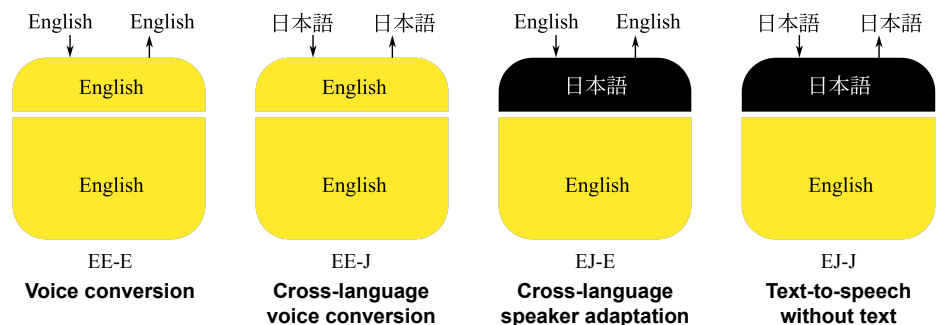 English English
English
English
EE-E
Voice conversion
日本語 日本語
English
English
EE-J
Cross-language
voice conversion
English English
日本語
English
EJ-E
Cross-language
speaker adaptation
日本語 日本語
日本語
English
EJ-J
Text-to-speech
without text